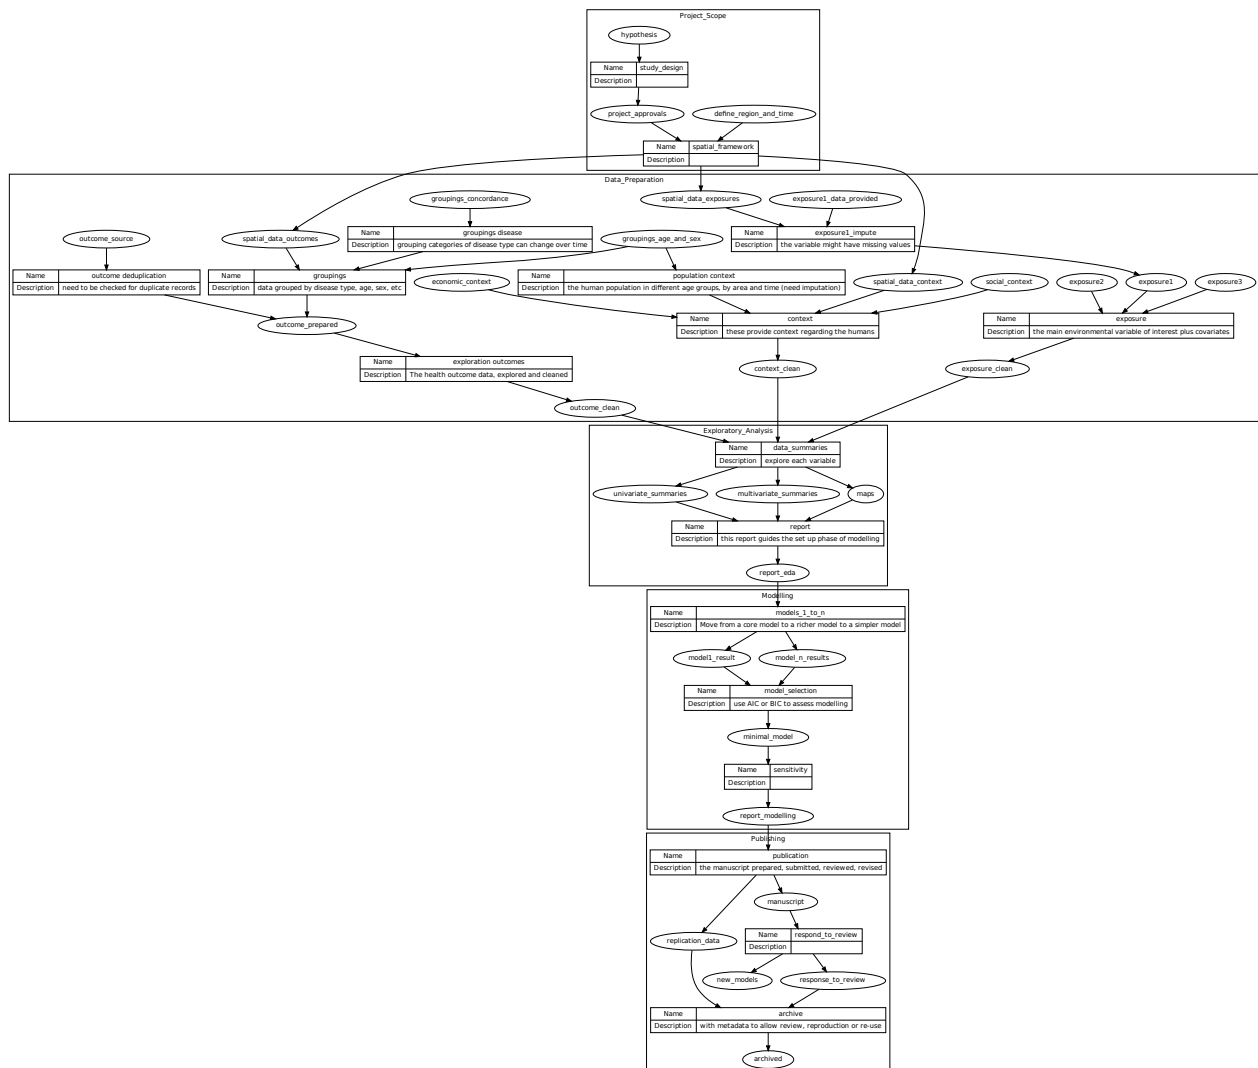 Project_Scope
hypothesis
Name study_design
Description
project_approvals
define_region_and_time
Name spatial_framework
Description
Data_Preparation
groupings_concordance
spatial_data_exposures
exposure1_data_provided
outcome_source
spatial_data_outcomes
Name groupings disease
Description grouping categories of disease type can change over time
groupings_age_and_sex
Name exposure1_impute
Description the variable might have missing values
Name outcome deduplication
Description need to be checked for duplicate records
Name groupings
Description data grouped by disease type, age, sex, etc
economic_context
Name population context
Description the human population in different age groups, by area and time (need imputation)
spatial_data_context
social_context
exposure2
exposure1
exposure3
outcome_prepared
Name context
Description these provide context regarding the humans
Name exposure
Description the main environmental variable of interest plus covariates
Name exploration outcomes
Description The health outcome data, explored and cleaned
context_clean
exposure_clean
outcome_clean
Exploratory_Analysis
Name data_summaries
Description explore each variable
univariate_summaries
multivariate_summaries
maps
Name report
Description this report guides the set up phase of modelling
report_eda
Modelling
Name models_1_to_n
Description Move from a core model to a richer model to a simpler model
model1_result
model_n_results
Name model_selection
Description use AIC or BIC to assess modelling
minimal_model
Name sensitivity
Description
report_modelling
Publishing
Name publication
Description the manuscript prepared, submitted, reviewed, revised
manuscript
replication_data
Name respond_to_review
Description
new_models
response_to_review
Name archive
Description with metadata to allow review, reproduction or re-use
archived